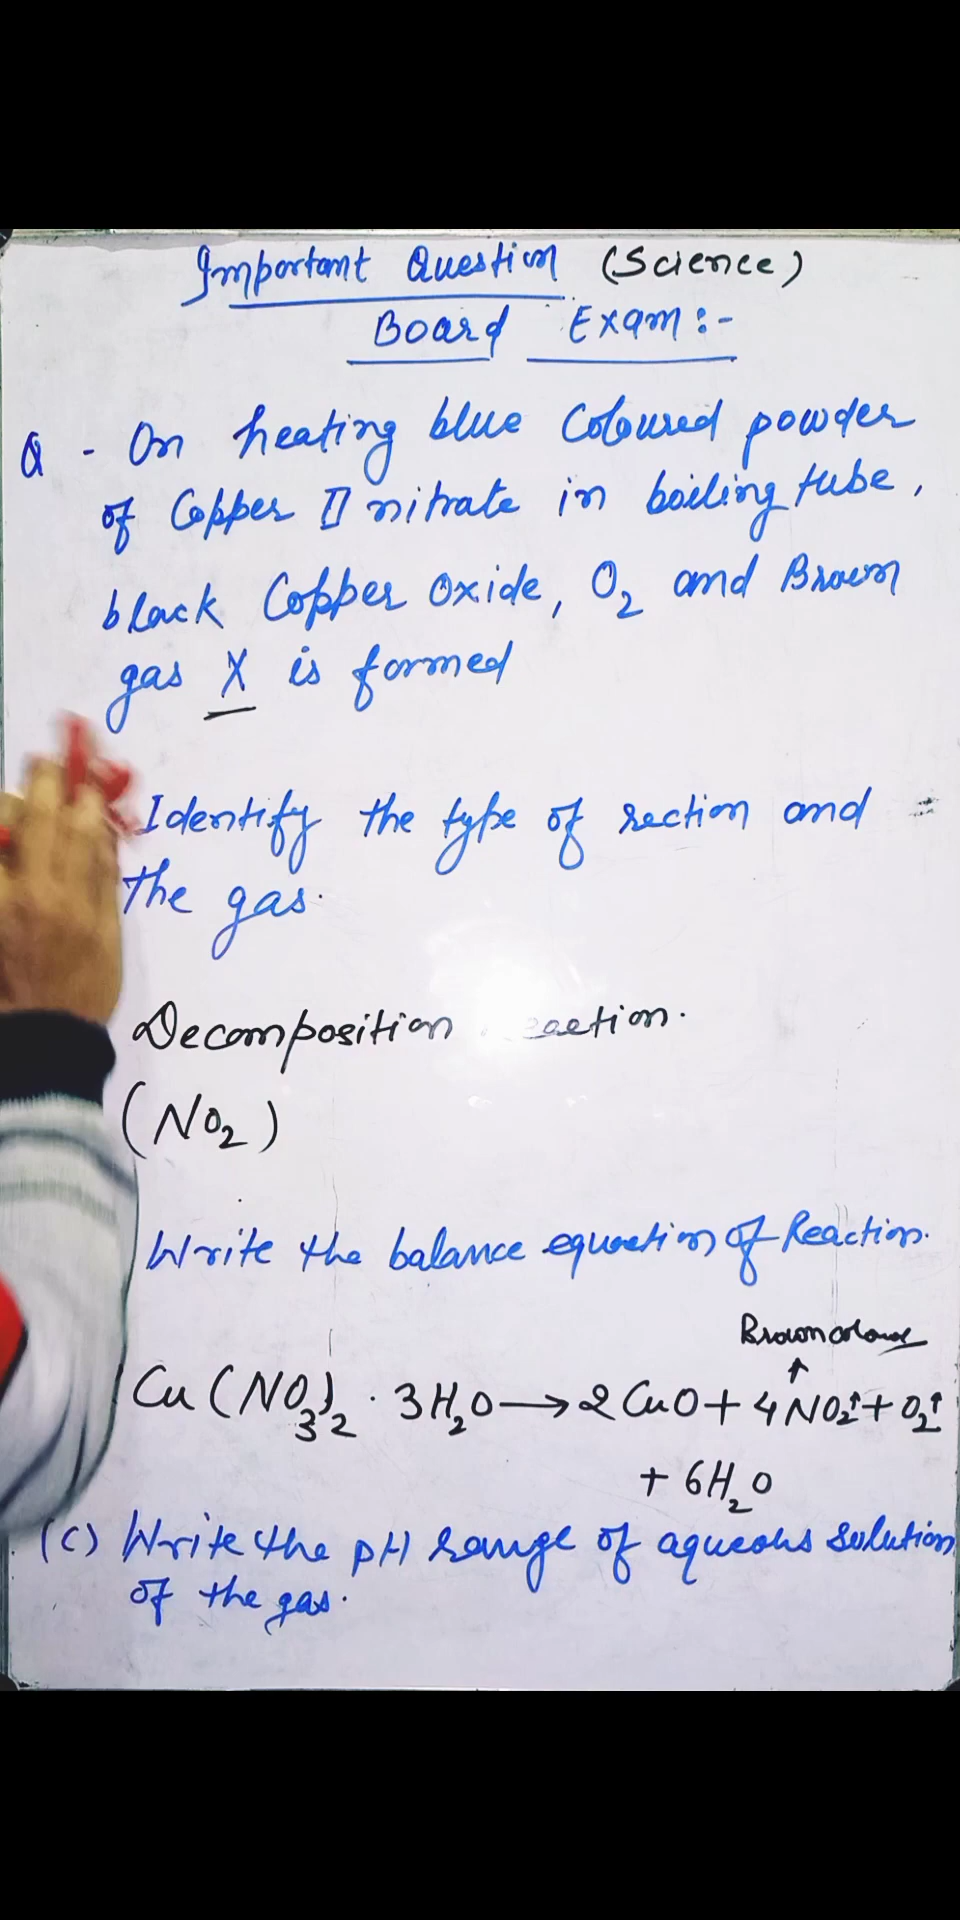 Important Question (Science)
Board Exam :-
Q - On heating blue Coloured powder
of Copper II nitrate in boiling tube,
black Copper Oxide, O2 and Brown
gas X is formed
Identify the type of rection and
the gas.
Decomposition eaction.
(NO2)
Write the balance equation of Reaction.
Brown colour
Cu(NO3)2 . 3H2O → 2CuO + 4NO2↑ + O2↑
+ 6H2O
(C) Write the pH range of aqueous solution
of the gas.